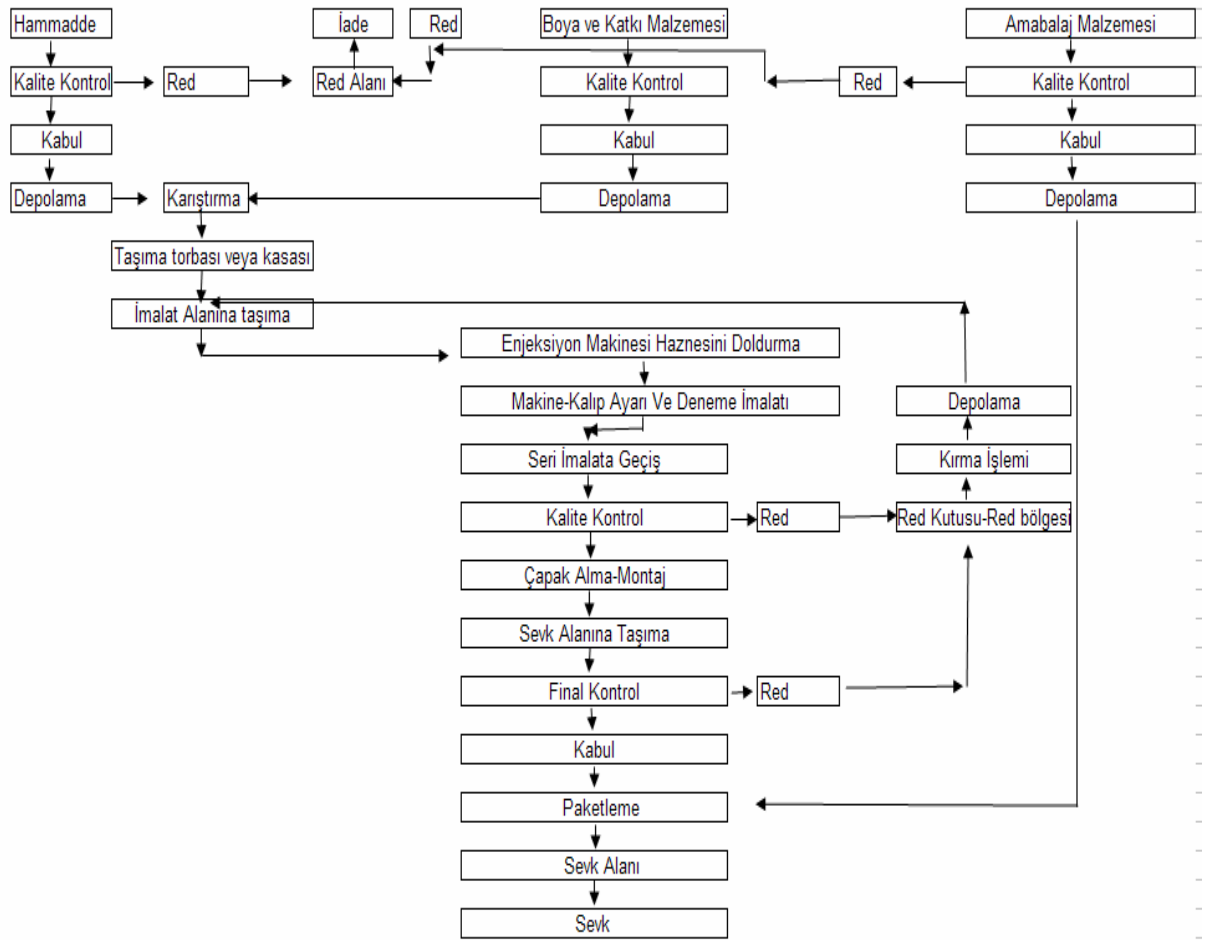 Hammadde
İade
Red
Boya ve Katkı Malzemesi
Amabalaj Malzemesi
Kalite Kontrol
Red
Red Alanı
Kalite Kontrol
Red
Kalite Kontrol
Kabul
Kabul
Kabul
Depolama
Karıştırma
Depolama
Depolama
Taşıma torbası veya kasası
İmalat Alanına taşıma
Enjeksiyon Makinesi Haznesini Doldurma
Makine-Kalıp Ayarı Ve Deneme İmalatı
Depolama
Seri İmalata Geçiş
Kırma İşlemi
Kalite Kontrol
Red
Red Kutusu-Red bölgesi
Çapak Alma-Montaj
Sevk Alanına Taşıma
Final Kontrol
Red
Kabul
Paketleme
Sevk Alanı
Sevk